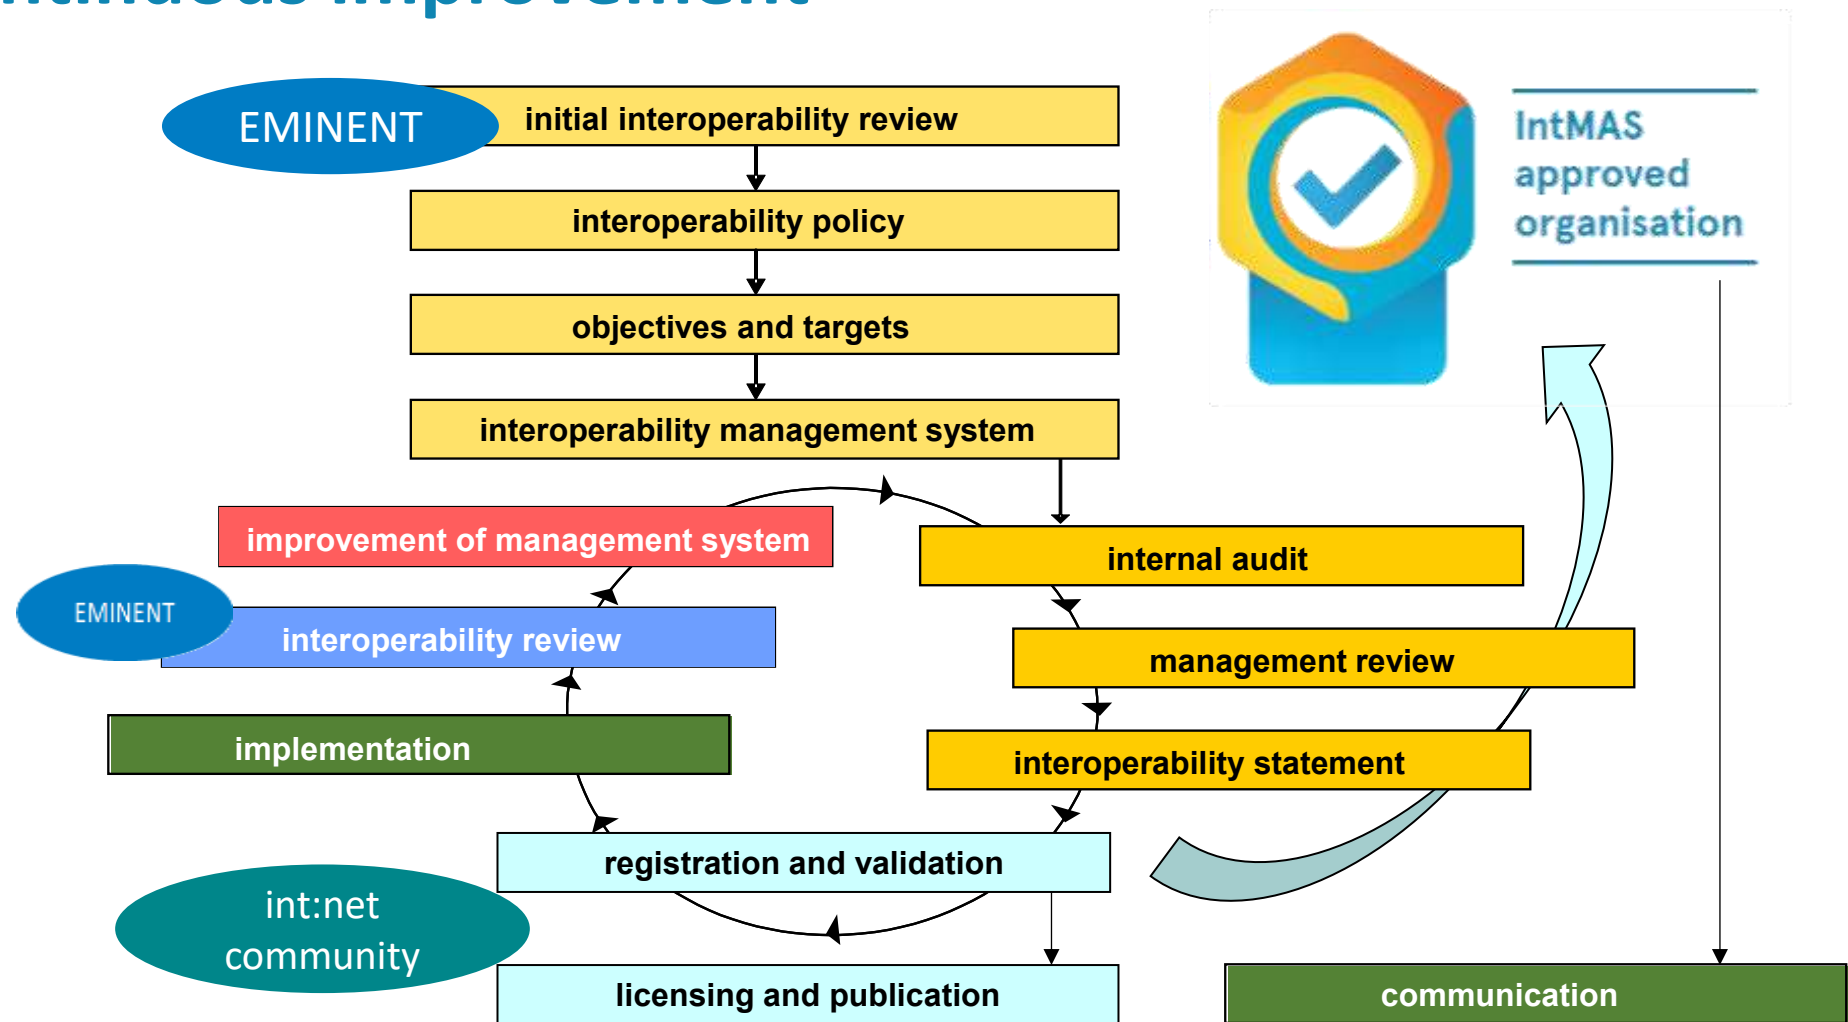 ntinuous improvement
EMINENT
initial interoperability review
interoperability policy
objectives and targets
interoperability management system
IntMAS
approved
organisation
improvement of management system
internal audit
EMINENT
interoperability review
management review
implementation
interoperability statement
registration and validation
int:net
community
licensing and publication
communication